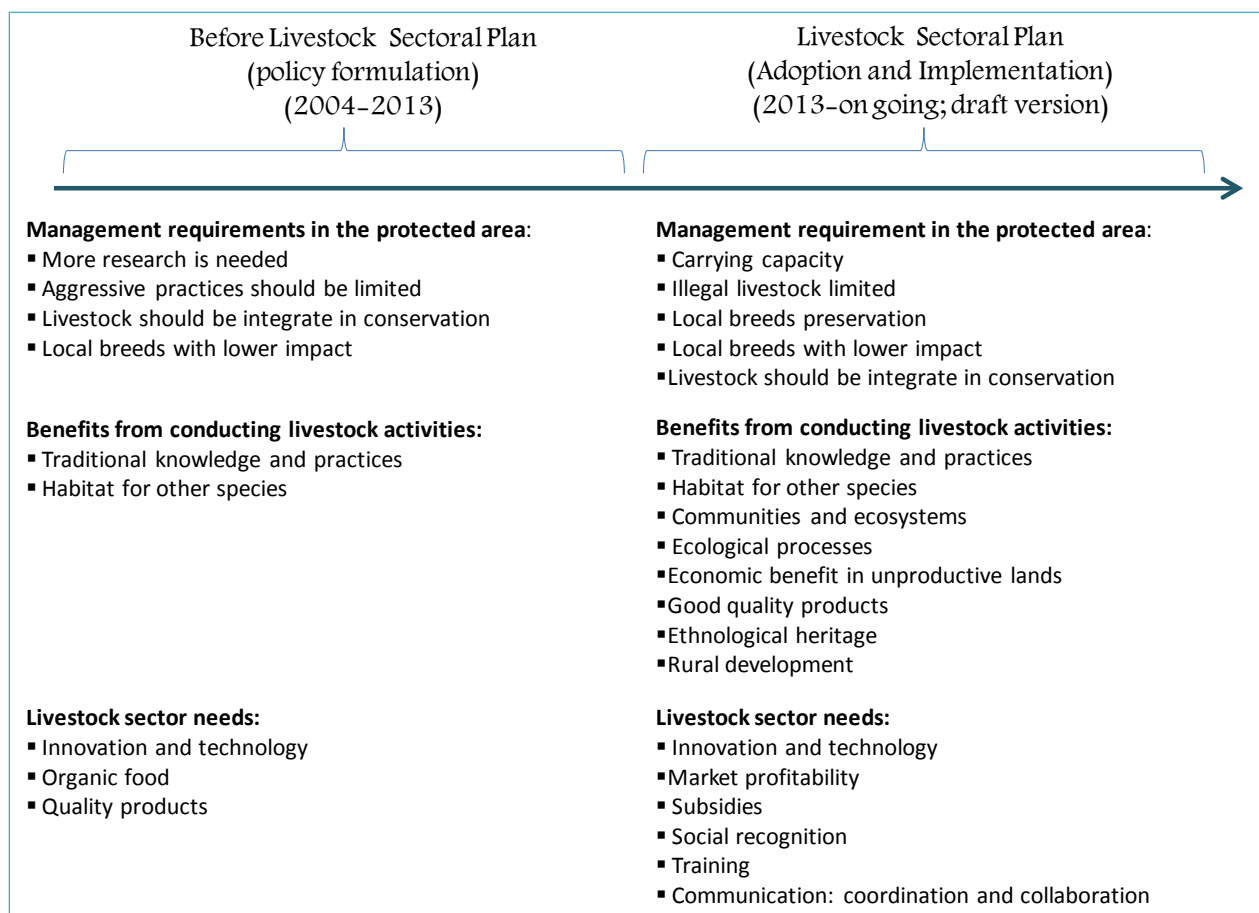 Before Livestock Sectoral Plan
(policy formulation)
(2004-2013)
Livestock Sectoral Plan
(Adoption and Implementation)
(2013-on going; draft version)
Management requirements in the protected area:
▪ More research is needed
▪ Aggressive practices should be limited
▪ Livestock should be integrate in conservation
▪ Local breeds with lower impact
Benefits from conducting livestock activities:
▪ Traditional knowledge and practices
▪ Habitat for other species
Livestock sector needs:
▪ Innovation and technology
▪ Organic food
▪ Quality products
Management requirement in the protected area:
▪ Carrying capacity
▪ Illegal livestock limited
▪ Local breeds preservation
▪ Local breeds with lower impact
▪Livestock should be integrate in conservation
Benefits from conducting livestock activities:
▪ Traditional knowledge and practices
▪ Habitat for other species
▪ Communities and ecosystems
▪ Ecological processes
▪Economic benefit in unproductive lands
▪Good quality products
▪Ethnological heritage
▪Rural development
Livestock sector needs:
▪ Innovation and technology
▪Market profitability
▪ Subsidies
▪ Social recognition
▪ Training
▪ Communication: coordination and collaboration